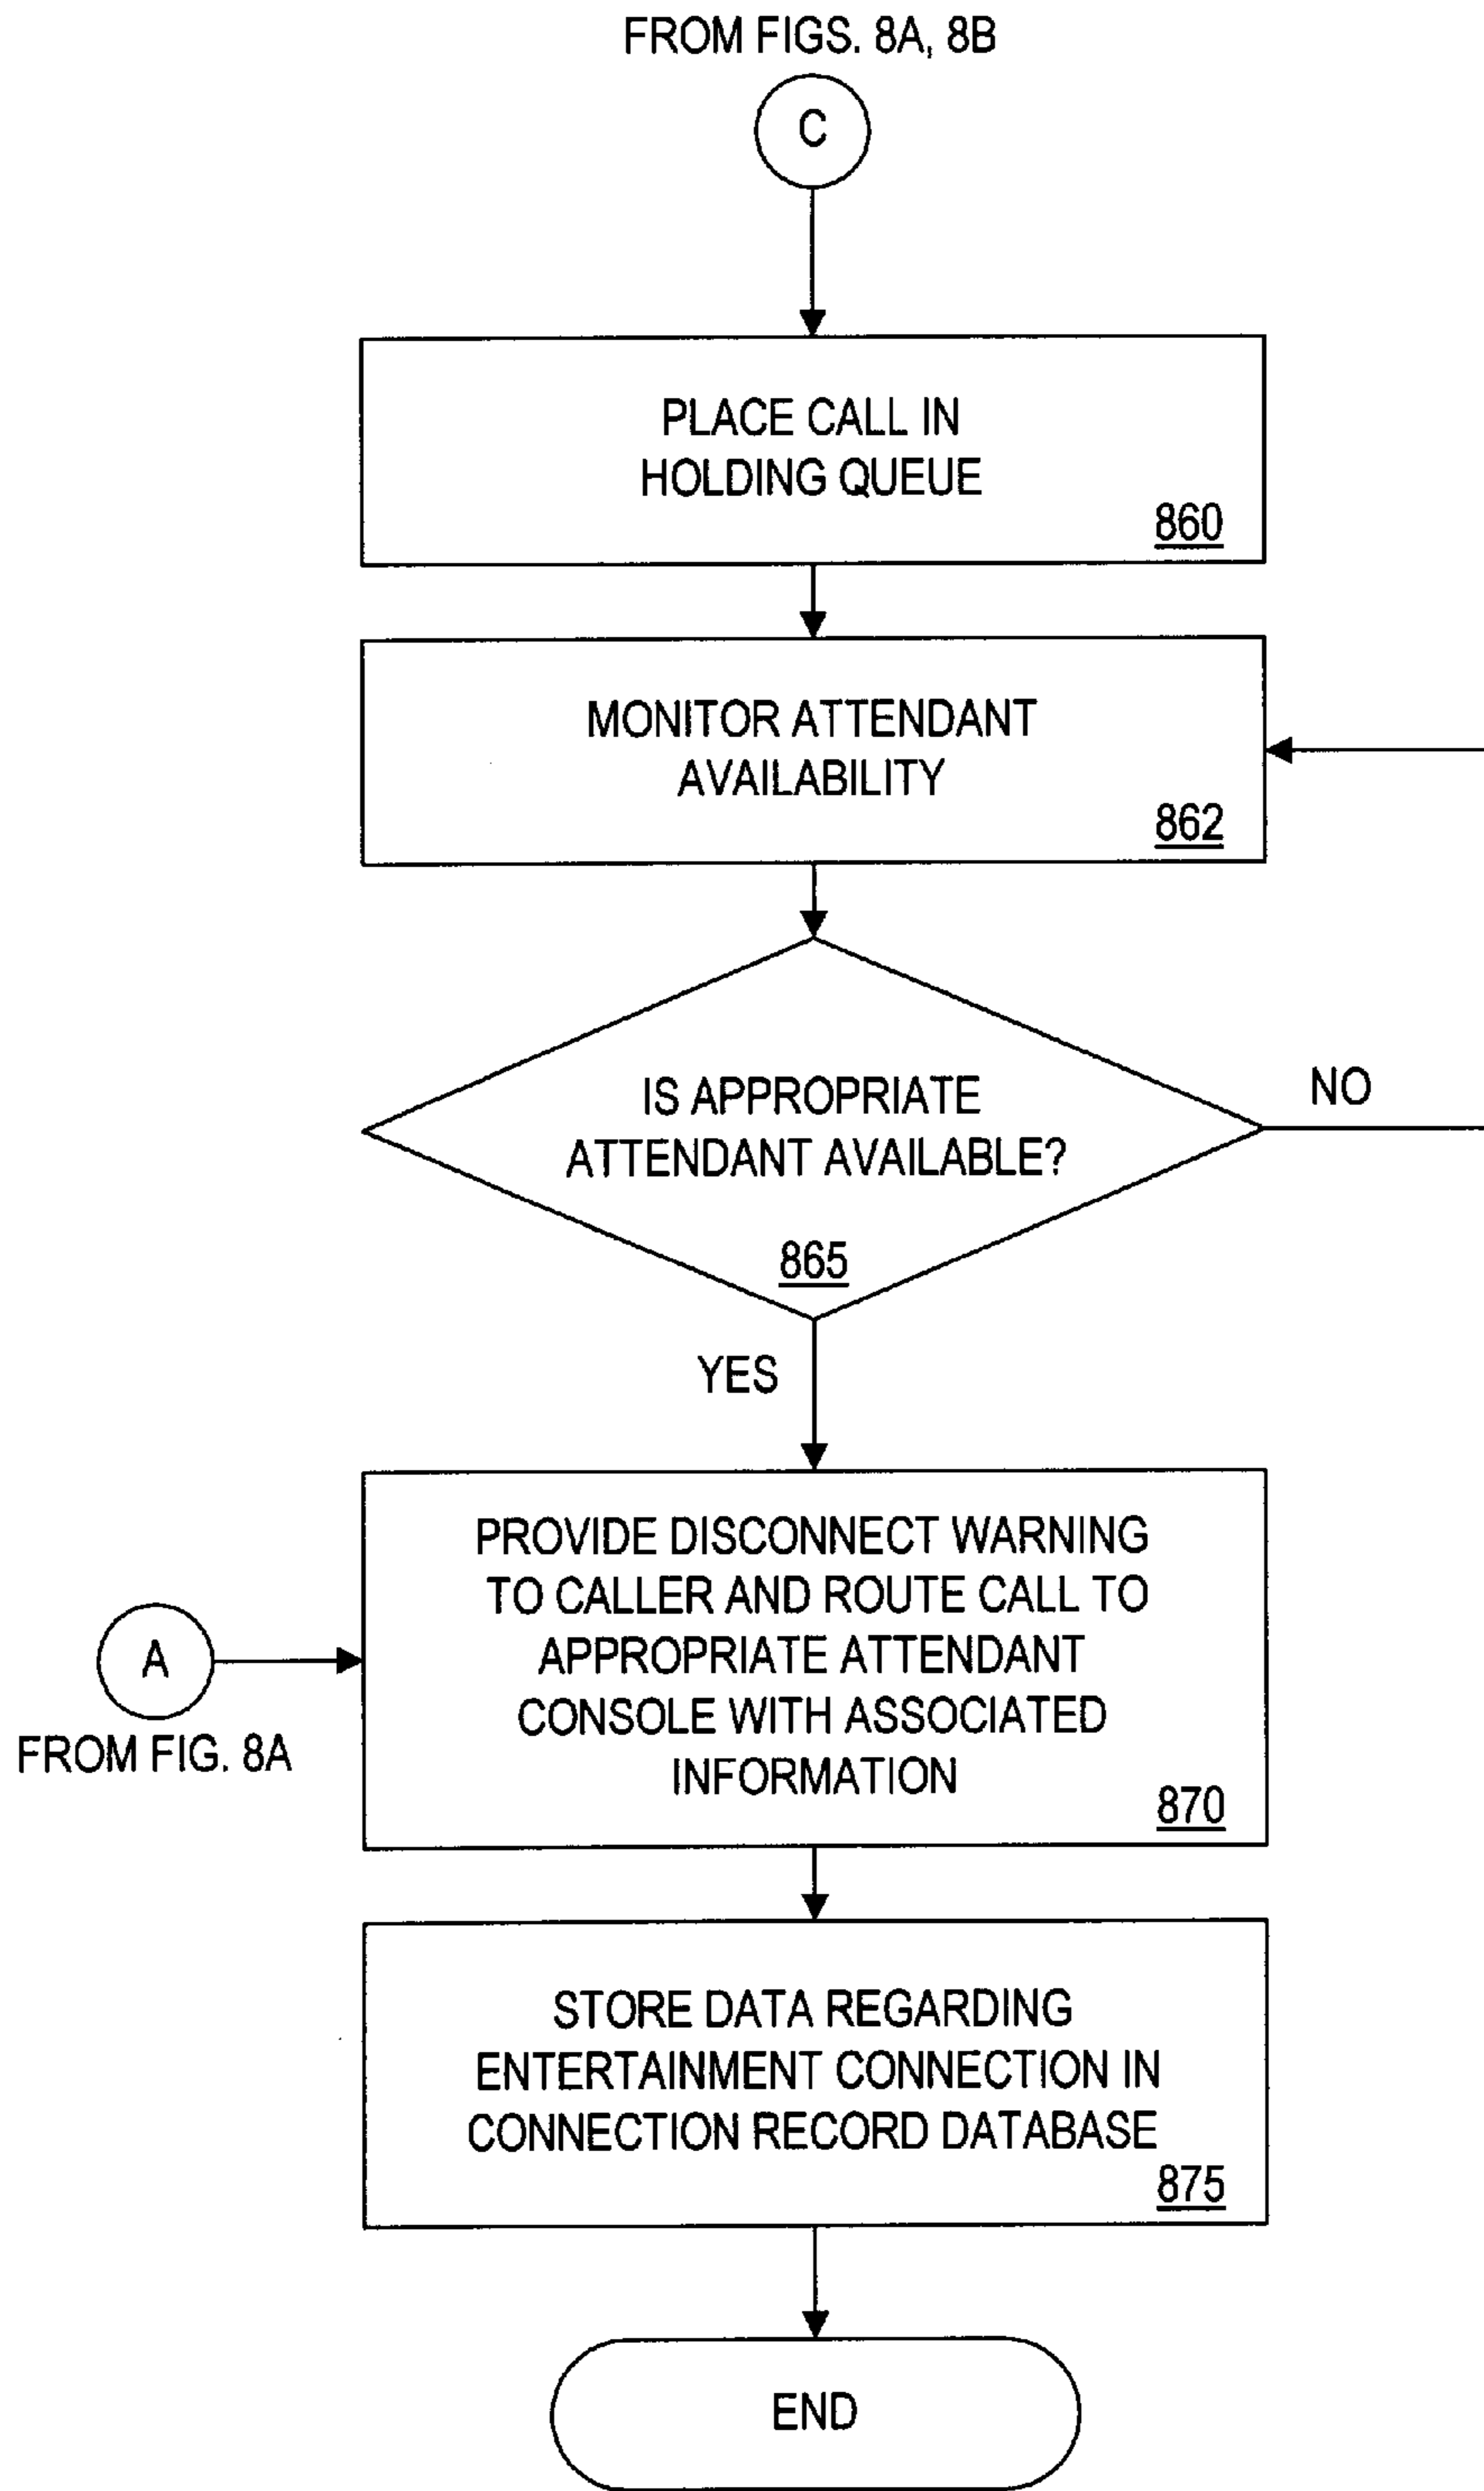 FROM FIGS. 8A, 8B
C
PLACE CALL IN
HOLDING QUEUE
860
MONITOR ATTENDANT
AVAILABILITY
862
IS APPROPRIATE
ATTENDANT AVAILABLE?
865
NO
YES
PROVIDE DISCONNECT WARNING
TO CALLER AND ROUTE CALL TO
APPROPRIATE ATTENDANT
CONSOLE WITH ASSOCIATED
INFORMATION
870
A
FROM FIG. 8A
STORE DATA REGARDING
ENTERTAINMENT CONNECTION IN
CONNECTION RECORD DATABASE
875
END